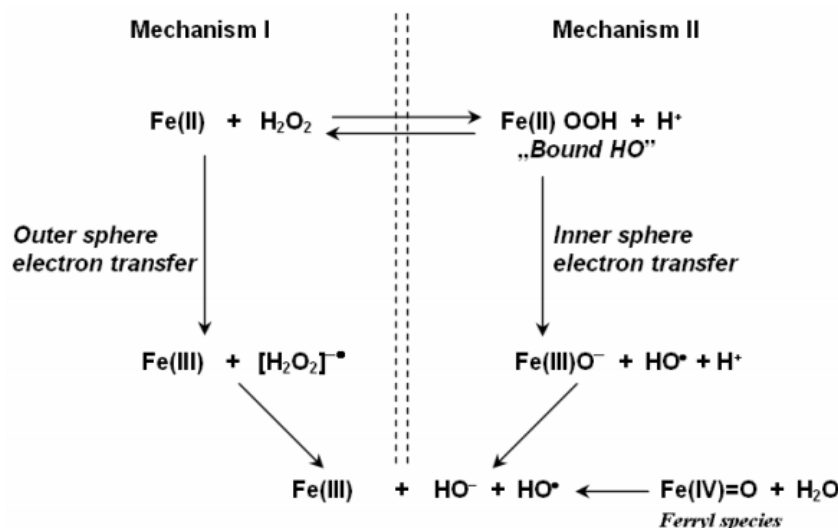 Mechanism I
Mechanism II
Fe(II) + H₂O₂
Fe(II) OOH + H⁺
„Bound HO”
Outer sphere
electron transfer
Inner sphere
electron transfer
Fe(III) + [H₂O₂]⁻•
Fe(III)O⁻ + HO• + H⁺
Fe(III) + HO⁻ + HO•
Fe(IV)=O + H₂O
Ferryl species